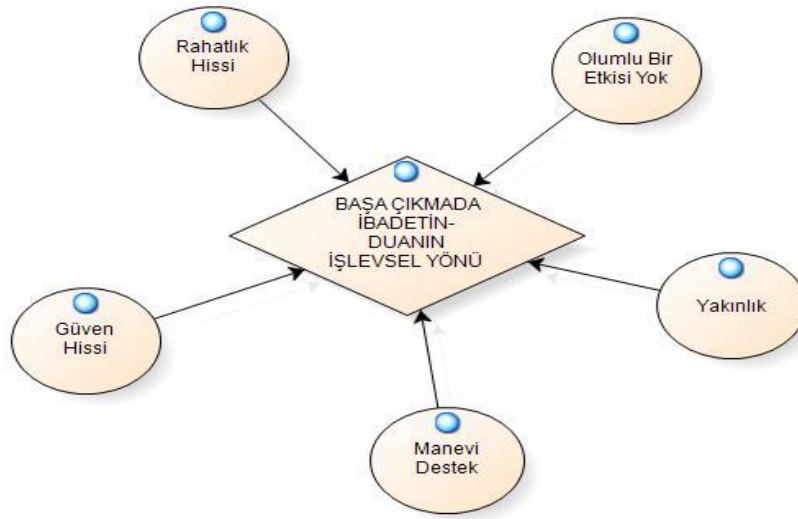 Rahatlık
Hissi
Olumlu Bir
Etkisi Yok
BAŞA ÇIKMADA
İBADETİN-
DUANIN
İŞLEVSEL YÖNÜ
Güven
Hissi
Yakınlık
Manevi
Destek